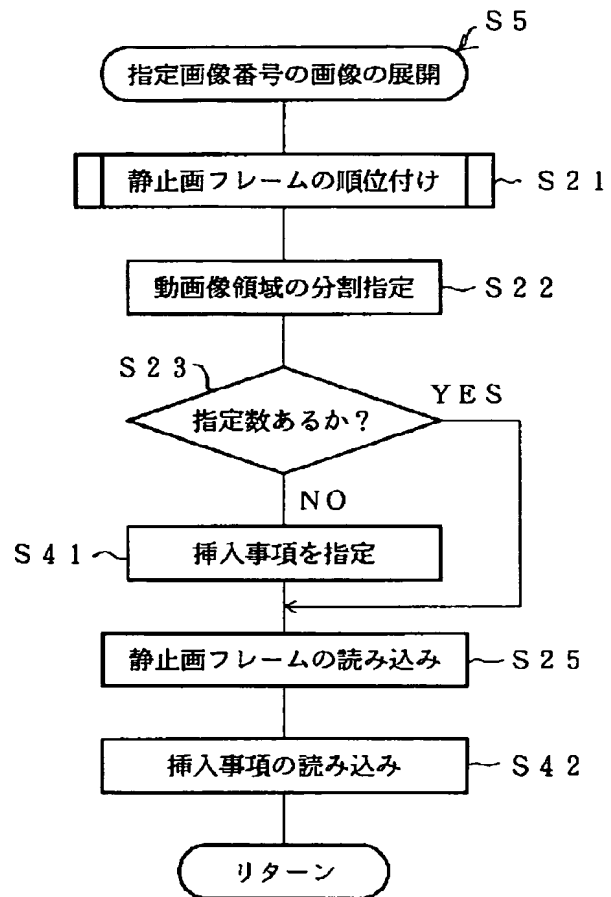 S5
指定画像番号の画像の展開
静止画フレームの順位付け
S21
動画像領域の分割指定
S22
S23
指定数あるか？
YES
NO
S41
挿入事項を指定
静止画フレームの読み込み
S25
挿入事項の読み込み
S42
リターン